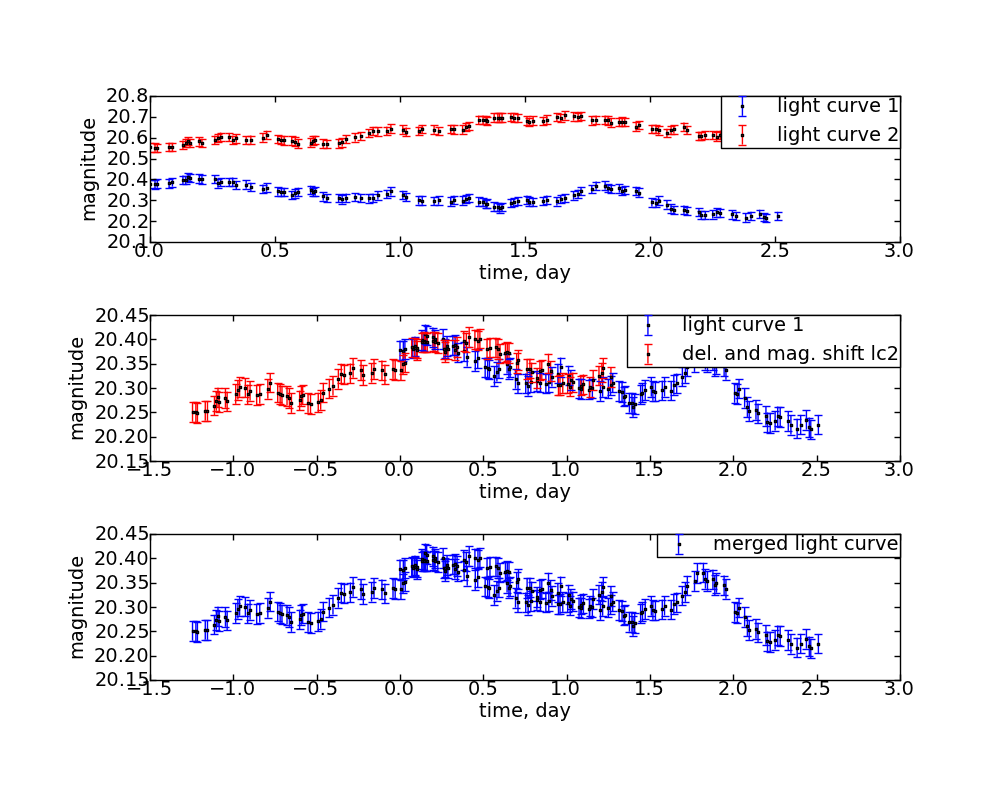 20.8
20.7
20.6
20.5
20.4
20.3
20.2
20.1
magnitude
light curve 1
light curve 2
0.0 0.5 1.0 1.5 2.0 2.5 3.0
time, day
20.45
20.40
20.35
20.30
20.25
20.20
20.15
magnitude
light curve 1
del. and mag. shift lc2
−1.5 −1.0 −0.5 0.0 0.5 1.0 1.5 2.0 2.5 3.0
time, day
20.45
20.40
20.35
20.30
20.25
20.20
20.15
magnitude
merged light curve
−1.5 −1.0 −0.5 0.0 0.5 1.0 1.5 2.0 2.5 3.0
time, day